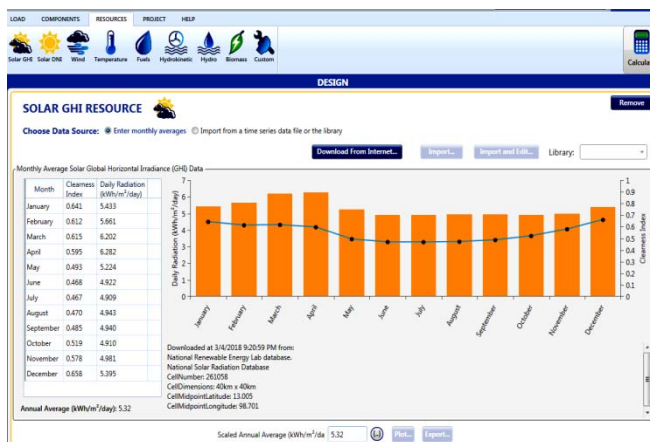 LOAD COMPONENTS RESOURCES PROJECT HELP
Solar GHI Solar DNI Wind Temperature Fuels Hydrokinetic Hydro Biomass Custom
Calcula
DESIGN
SOLAR GHI RESOURCE
Remove
Choose Data Source: Enter monthly averages Import from a time series data file or the library
Download From Internet... Import... Import and Edit... Library:
Monthly Average Solar Global Horizontal Irradiance (GHI) Data
Month Clearness Index Daily Radiation (kWh/m²/day)
January 0.641 5.433
February 0.612 5.661
March 0.615 6.202
April 0.595 6.282
May 0.493 5.224
June 0.468 4.922
July 0.467 4.909
August 0.470 4.943
September 0.485 4.940
October 0.519 4.910
November 0.578 4.981
December 0.658 5.395
Annual Average (kWh/m²/day): 5.32
Daily Radiation (kWh/m²/day)
7
6
5
4
3
2
1
0
1
0.9
0.8
0.7
0.6
0.5
0.4
0.3
0.2
0.1
0
Clearness Index
January February March April May June July August September October November December
Downloaded at 3/4/2018 9:20:59 PM from:
National Renewable Energy Lab database.
National Solar Radiation Database
CellNumber: 261058
CellDimensions: 40km x 40km
CellMidpointLatitude: 13.005
CellMidpointLongitude: 98.701
Scaled Annual Average (kWh/m²/da 5.32 Plot... Export...